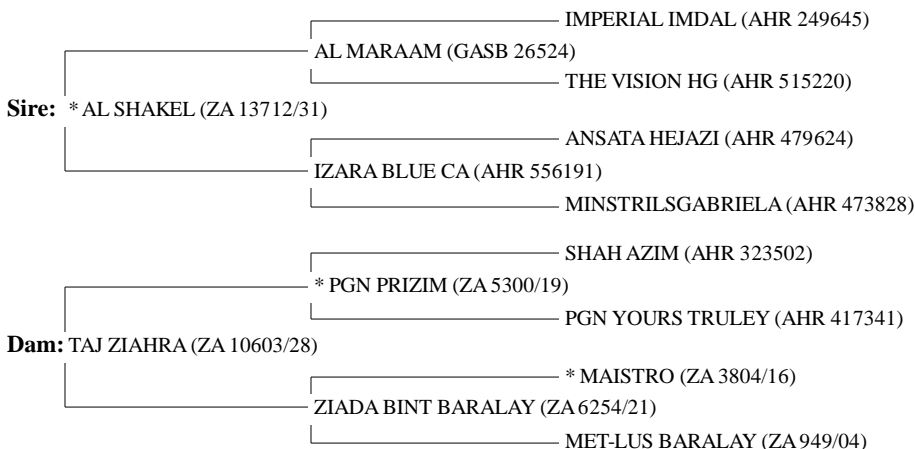 IMPERIAL IMDAL (AHR 249645)
AL MARAAM (GASB 26524)
THE VISION HG (AHR 515220)
Sire: * AL SHAKEL (ZA 13712/31)
ANSATA HEJAZI (AHR 479624)
IZARA BLUE CA (AHR 556191)
MINSTRILSGABRIELA (AHR 473828)
SHAH AZIM (AHR 323502)
* PGN PRIZIM (ZA 5300/19)
PGN YOURS TRULEY (AHR 417341)
Dam: TAJ ZIAHRA (ZA 10603/28)
* MAISTRO (ZA 3804/16)
ZIADA BINT BARALAY (ZA 6254/21)
MET-LUS BARALAY (ZA 949/04)